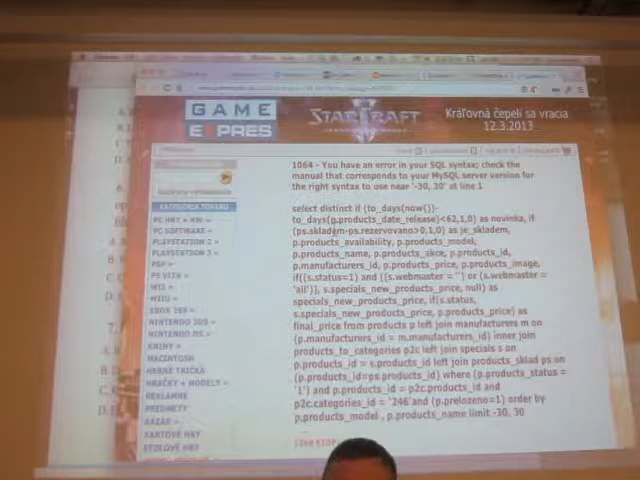 GAME
EXPRES
STARCRAFT
Kráľovná čepelí sa vracia
12.3.2013
1064 - You have an error in your SQL syntax; check the
manual that corresponds to your MySQL server version for
the right syntax to use near '-30, 30' at line 1
select distinct if (to_days(now())-
to_days(g.products_date_release)<62,1,0) as novinka, if
(ps.skladem-ps.rezervovano>0,1,0) as je_skladem,
p.products_availability, p.products_model,
p.products_name, p.products_akce, p.products_id,
p.manufacturers_id, p.products_price, p.products_image,
if((s.status=1) and ((s.webmaster = '') or (s.webmaster =
'all')), s.specials_new_products_price, null) as
specials_new_products_price, if(s.status,
s.specials_new_products_price, p.products_price) as
final_price from products p left join manufacturers m on
(p.manufacturers_id = m.manufacturers_id) inner join
products_to_categories p2c left join specials s on
p.products_id = s.products_id left join products_sklad ps on
(p.products_id=ps.products_id) where (p.products_status =
'1') and p.products_id = p2c.products_id and
p2c.categories_id = '246'and (p.prelozeno=1) order by
p.products_model , p.products_name limit -30, 30
KATEGORIA TOVARU
PC HRY + HW »
PC SOFTWARE »
PLAYSTATION 2 »
PLAYSTATION 3 »
PSP »
PS VITA »
WII »
WIIU »
XBOX 360 »
NINTENDO 3DS »
NINTENDO DS »
KNIHY »
MACINTOSH
HERNÉ TRIČKÁ
HRAČKY + MODELY »
REKLAMNÉ
PREDMETY
BAZÁR »
KARTOVÉ HRY
STOLOVÉ HRY